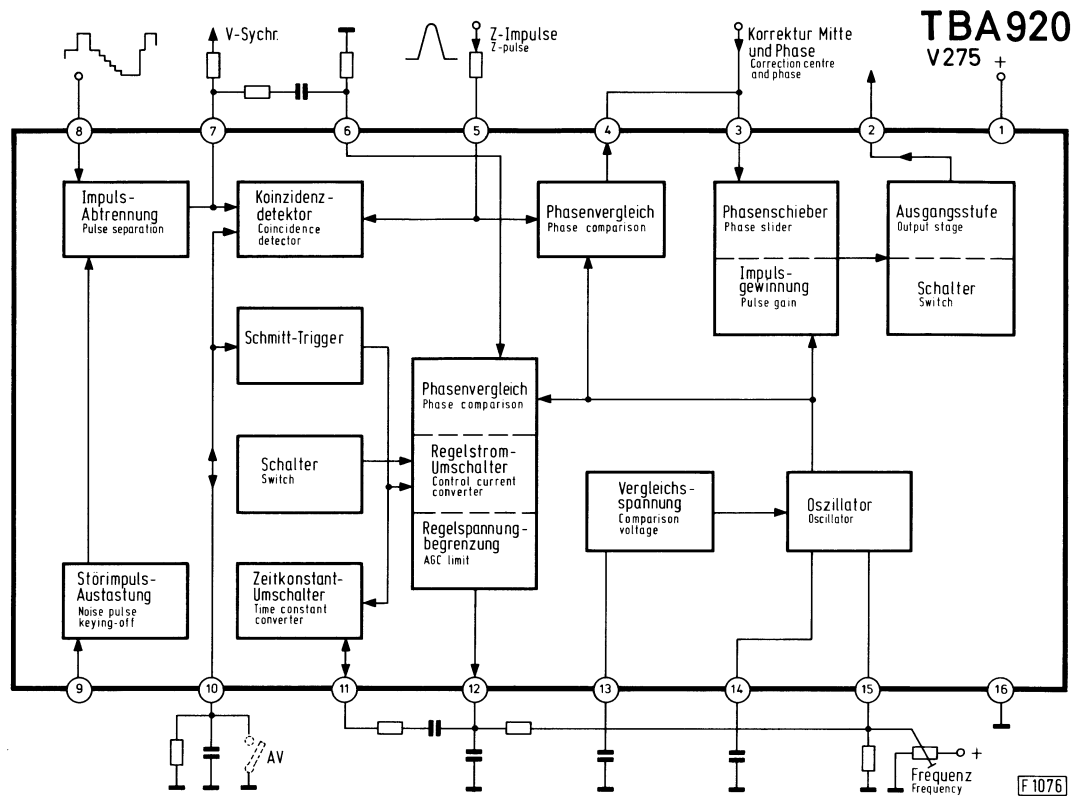 TBA920
V275 +
V-Sychr.
Z-Impulse
Z-pulse
Korrektur Mitte
und Phase
Correction centre
and phase
8
7
6
5
4
3
2
1
Impuls-
Abtrennung
Pulse separation
Koinzidenz-
detektor
Coincidence
detector
Phasenvergleich
Phase comparison
Phasenschieber
Phase slider
Impuls-
gewinnung
Pulse gain
Ausgangsstufe
Output stage
Schalter
Switch
Schmitt-Trigger
Phasenvergleich
Phase comparison
Regelstrom-
Umschalter
Control current
converter
Regelspannung-
begrenzung
AGC limit
Schalter
Switch
Vergleichs-
spannung
Comparison
voltage
Oszillator
Oscillator
Störimpuls-
Austastung
Noise pulse
keying-off
Zeitkonstant-
Umschalter
Time constant
converter
9
10
11
12
13
14
15
16
AV
+
Frequenz
Frequency
F1076